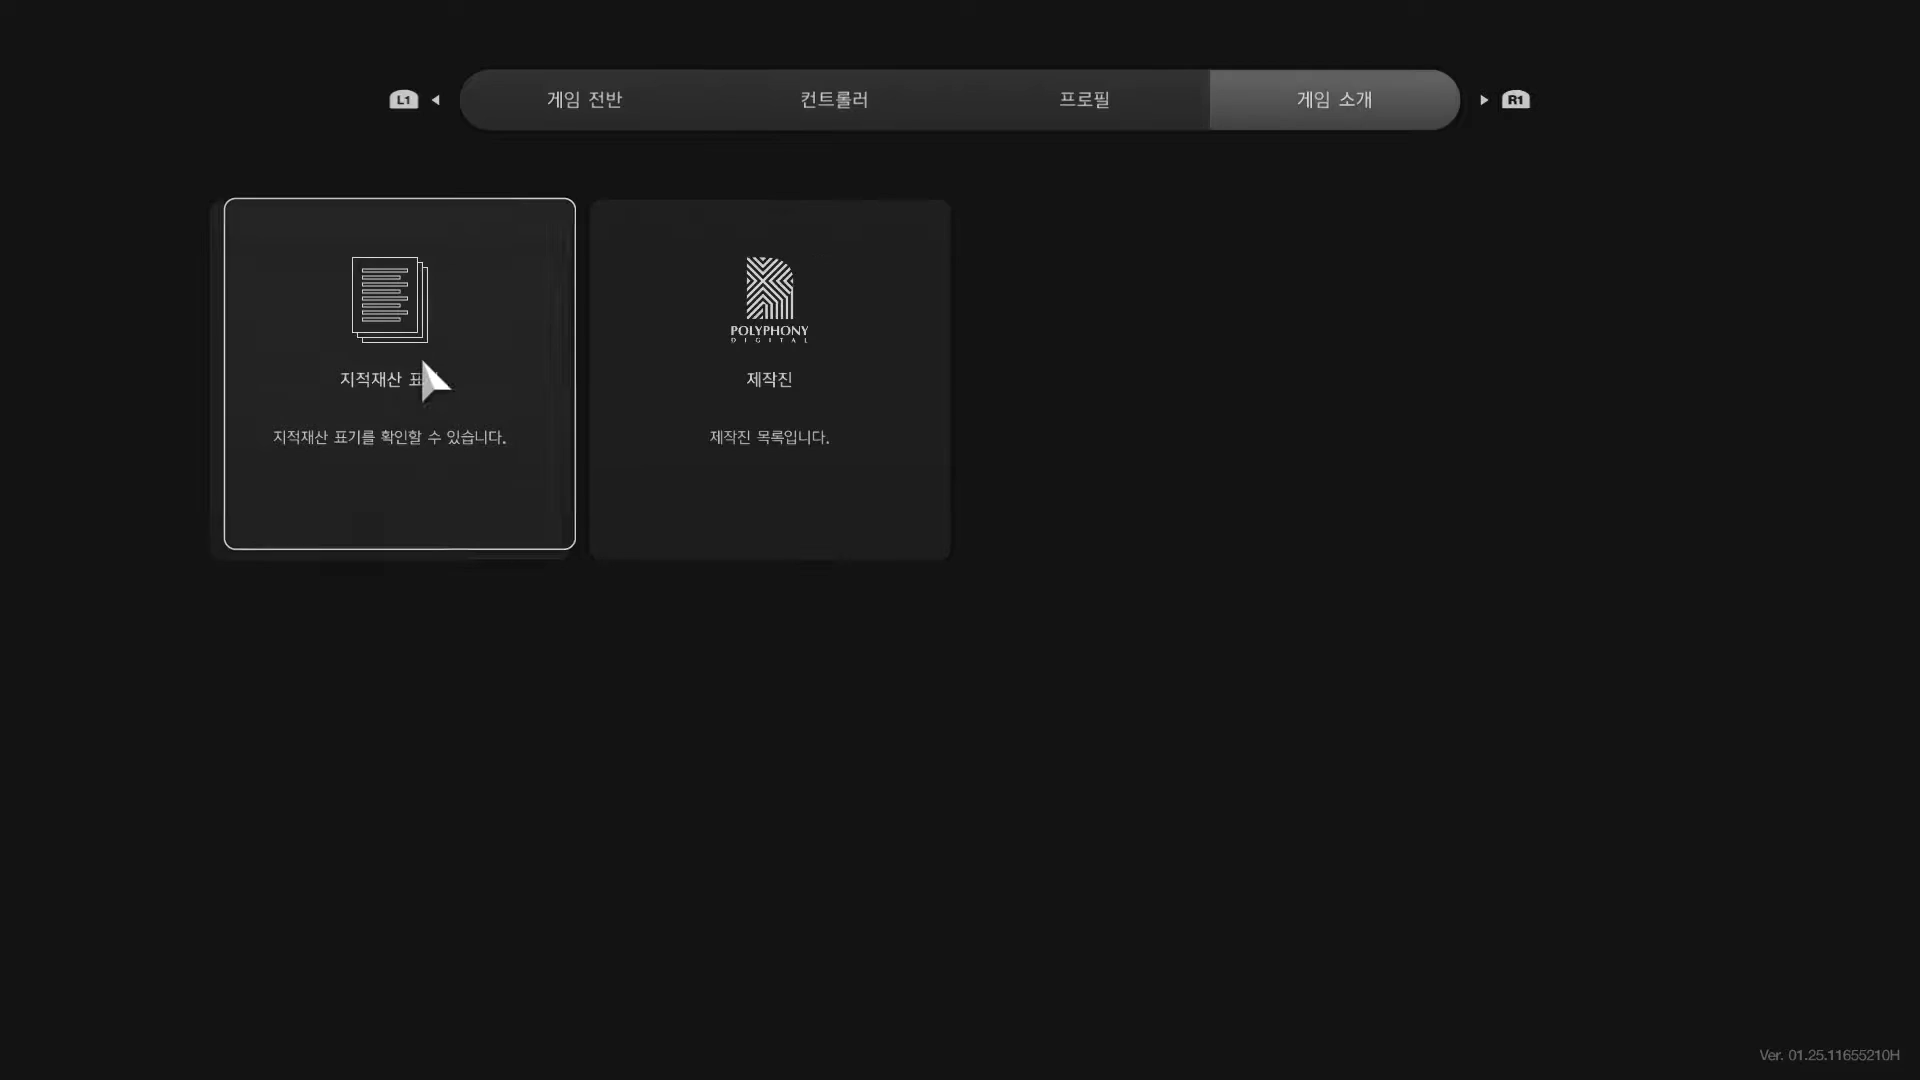 L1 게임 전반 컨트롤러 프로필 게임 소개 R1
POLYPHONY
DIGITAL
지적재산 제작진
지적재산 표기를 확인할 수 있습니다. 제작진 목록입니다.
Ver. 01.25.11655210H